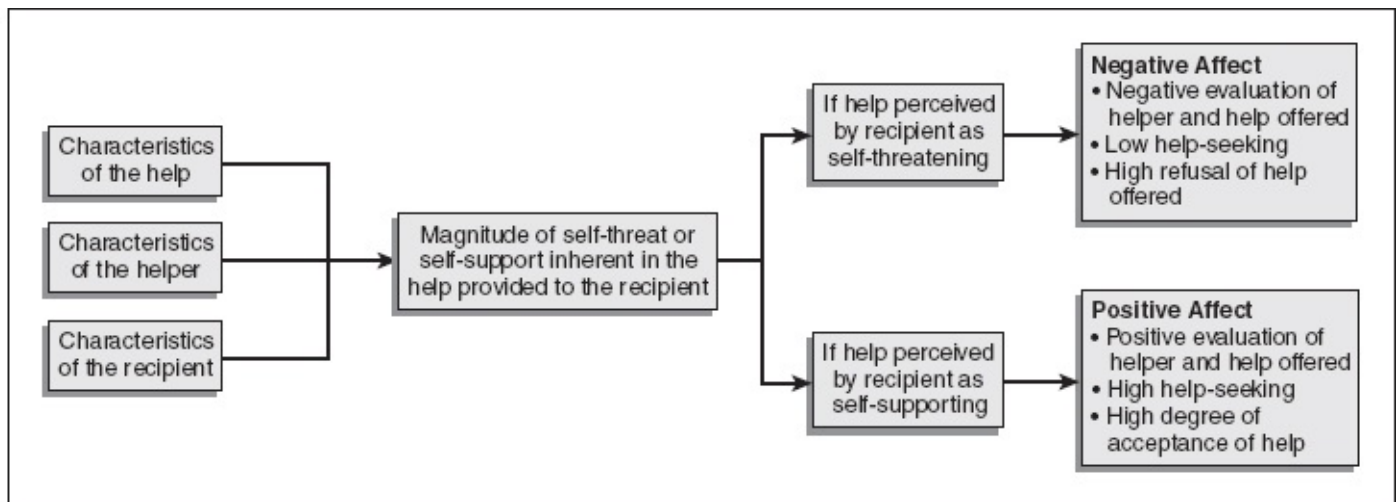 Characteristics
of the help
Characteristics
of the helper
Characteristics
of the recipient
Magnitude of self-threat or
self-support inherent in the
help provided to the recipient
If help perceived
by recipient as
self-threatening
Negative Affect
• Negative evaluation of
helper and help offered
• Low help-seeking
• High refusal of help
offered
If help perceived
by recipient as
self-supporting
Positive Affect
• Positive evaluation of
helper and help offered
• High help-seeking
• High degree of
acceptance of help